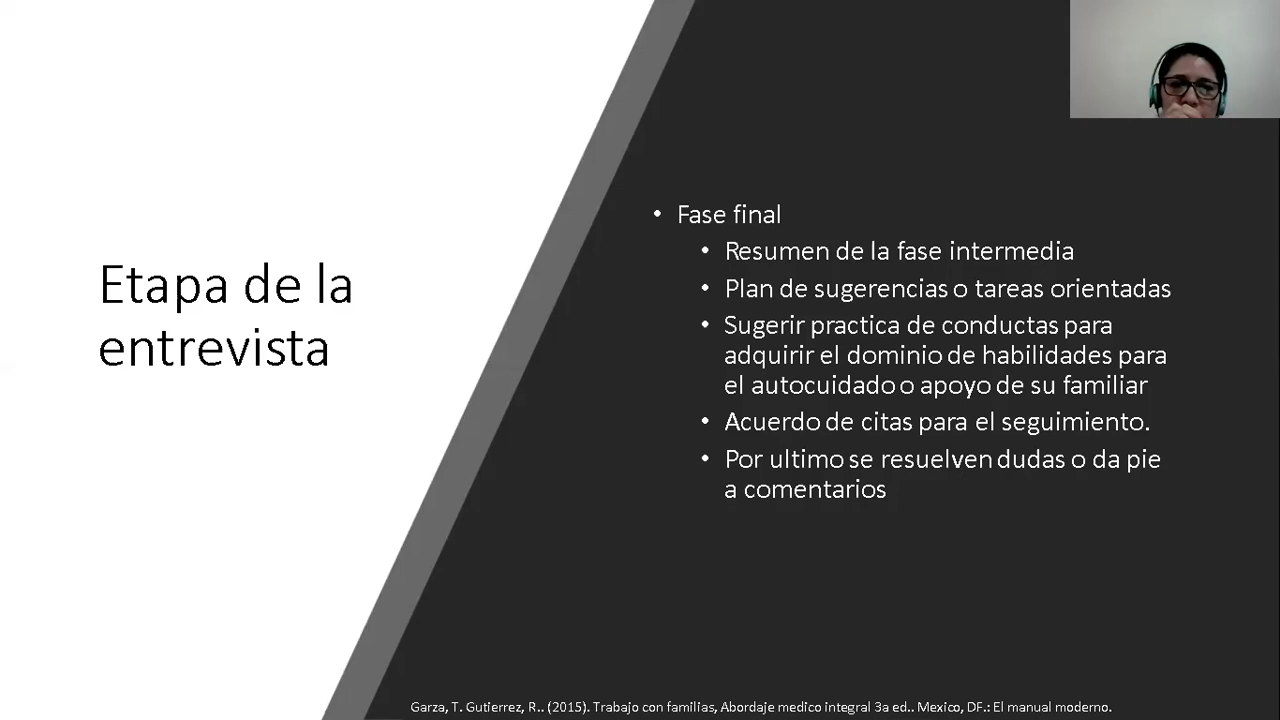 Etapa de la
entrevista
• Fase final
• Resumen de la fase intermedia
• Plan de sugerencias o tareas orientadas
• Sugerir practica de conductas para
adquirir el dominio de habilidades para
el autocuidado o apoyo de su familiar
• Acuerdo de citas para el seguimiento.
• Por ultimo se resuelven dudas o da pie
a comentarios
Garza, T. Gutierrez, R.. (2015). Trabajo con familias, Abordaje medico integral 3a ed.. Mexico, DF.: El manual moderno.